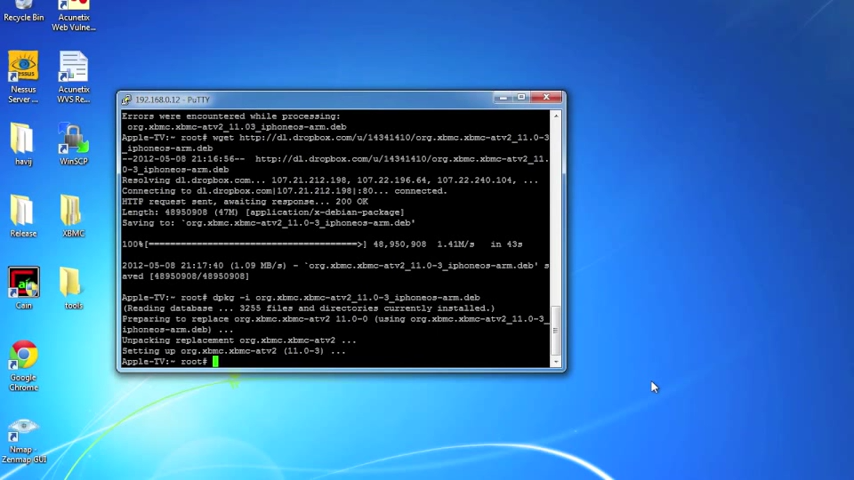 Recycle Bin
Acunetix
Web Vulne...
Nessus
Server ...
Acunetix
WVS Re...
havij
WinSCP
Release
XBMC
Cain
tools
Google
Chrome
Nmap -
Zenmap GUI
192.168.0.12 - PuTTY
Errors were encountered while processing:
org.xbmc.xbmc-atv2_11.03_iphoneos-arm.deb
Apple-TV:~ root# wget http://dl.dropbox.com/u/14341410/org.xbmc.xbmc-atv2_11.0-3
_iphoneos-arm.deb
--2012-05-08 21:16:56-- http://dl.dropbox.com/u/14341410/org.xbmc.xbmc-atv2_11.
0-3_iphoneos-arm.deb
Resolving dl.dropbox.com... 107.21.212.198, 107.22.196.64, 107.22.240.104, ...
Connecting to dl.dropbox.com|107.21.212.198|:80... connected.
HTTP request sent, awaiting response... 200 OK
Length: 48950908 (47M) [application/x-debian-package]
Saving to: `org.xbmc.xbmc-atv2_11.0-3_iphoneos-arm.deb'
100%[======================================>] 48,950,908 1.41M/s in 43s
2012-05-08 21:17:40 (1.09 MB/s) - `org.xbmc.xbmc-atv2_11.0-3_iphoneos-arm.deb' s
aved [48950908/48950908]
Apple-TV:~ root# dpkg -i org.xbmc.xbmc-atv2_11.0-3_iphoneos-arm.deb
(Reading database ... 3255 files and directories currently installed.)
Preparing to replace org.xbmc.xbmc-atv2 11.0-0 (using org.xbmc.xbmc-atv2_11.0-3_
iphoneos-arm.deb) ...
Unpacking replacement org.xbmc.xbmc-atv2 ...
Setting up org.xbmc.xbmc-atv2 (11.0-3) ...
Apple-TV:~ root#